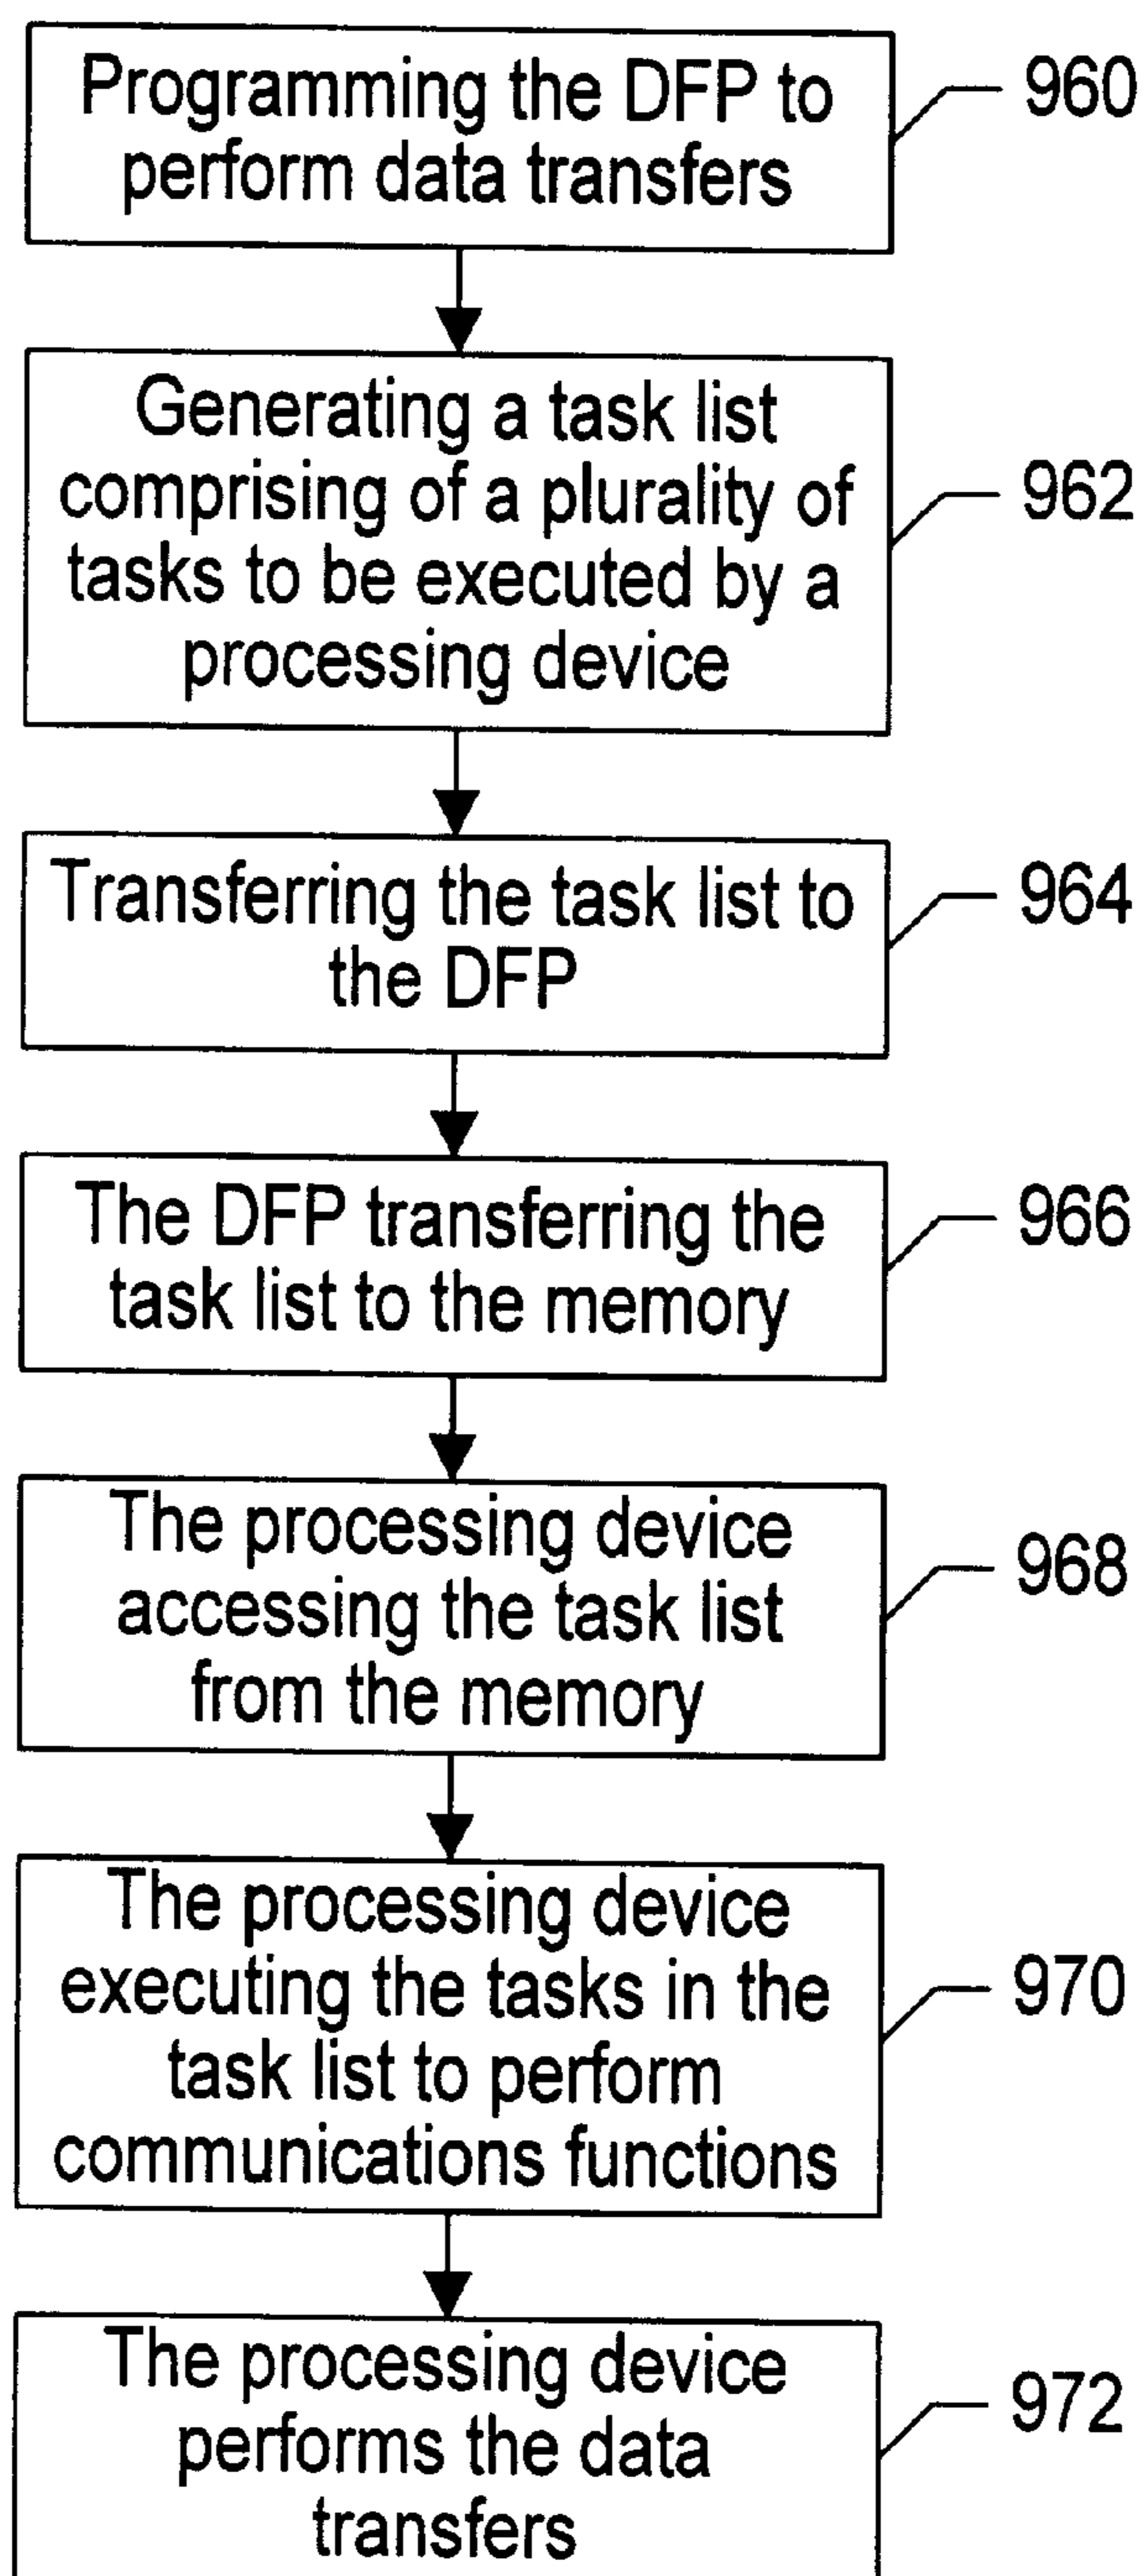 Programming the DFP to
perform data transfers
960
Generating a task list
comprising of a plurality of
tasks to be executed by a
processing device
962
Transferring the task list to
the DFP
964
The DFP transferring the
task list to the memory
966
The processing device
accessing the task list
from the memory
968
The processing device
executing the tasks in the
task list to perform
communications functions
970
The processing device
performs the data
transfers
972